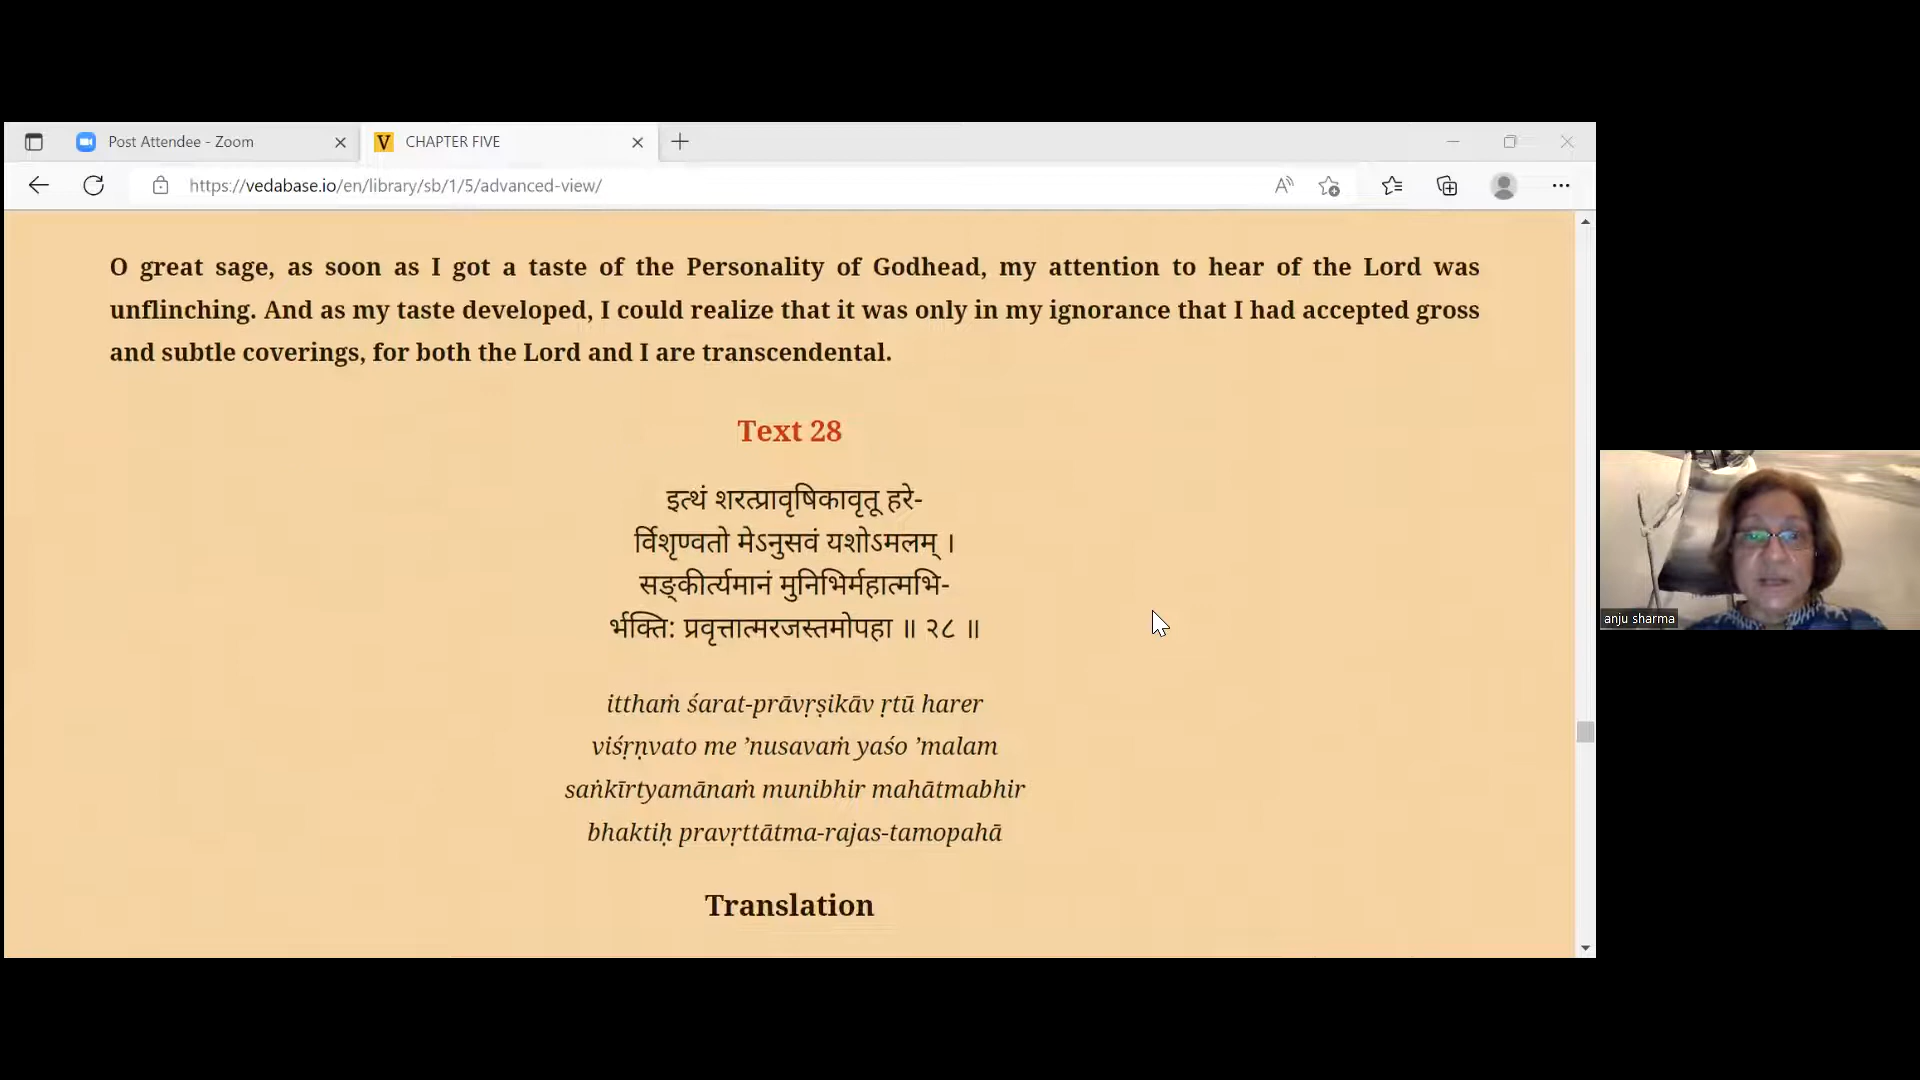 Post Attendee - Zoom
V CHAPTER FIVE
https://vedabase.io/en/library/sb/1/5/advanced-view/
O great sage, as soon as I got a taste of the Personality of Godhead, my attention to hear of the Lord was
unflinching. And as my taste developed, I could realize that it was only in my ignorance that I had accepted gross
and subtle coverings, for both the Lord and I are transcendental.
Text 28
इत्थं शरत्प्रावृषिकावृतू हरे-
र्विशृण्वतो मेऽनुसवं यशोऽमलम् ।
सङ्कीर्त्यमानं मुनिभिर्महात्मभि-
र्भक्ति: प्रवृत्तात्मरजस्तमोपहा ॥ २८ ॥
itthaṁ śarat-prāvṛṣikāv ṛtū harer
viśṛṇvato me ’nusavaṁ yaśo ’malam
saṅkīrtyamānaṁ munibhir mahātmabhir
bhaktiḥ pravṛttātma-rajas-tamopahā
Translation
anju sharma